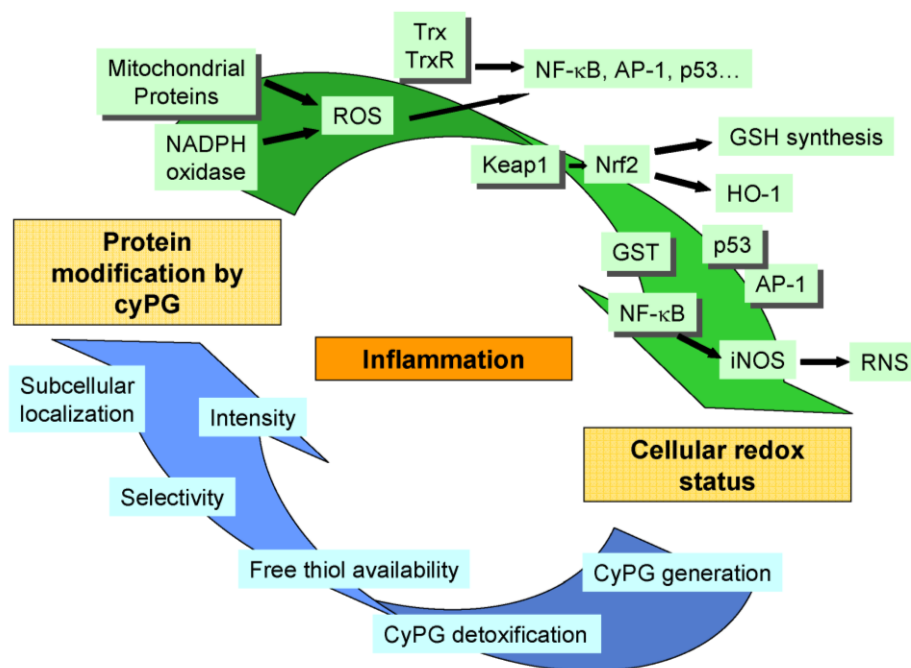 Trx
TrxR
NF-κB, AP-1, p53...
Mitochondrial
Proteins
ROS
NADPH
oxidase
Keap1
Nrf2
GSH synthesis
HO-1
GST
p53
AP-1
NF-κB
iNOS
RNS
Protein
modification by
cyPG
Inflammation
Cellular redox
status
Subcellular
localization
Intensity
Selectivity
Free thiol availability
CyPG detoxification
CyPG generation